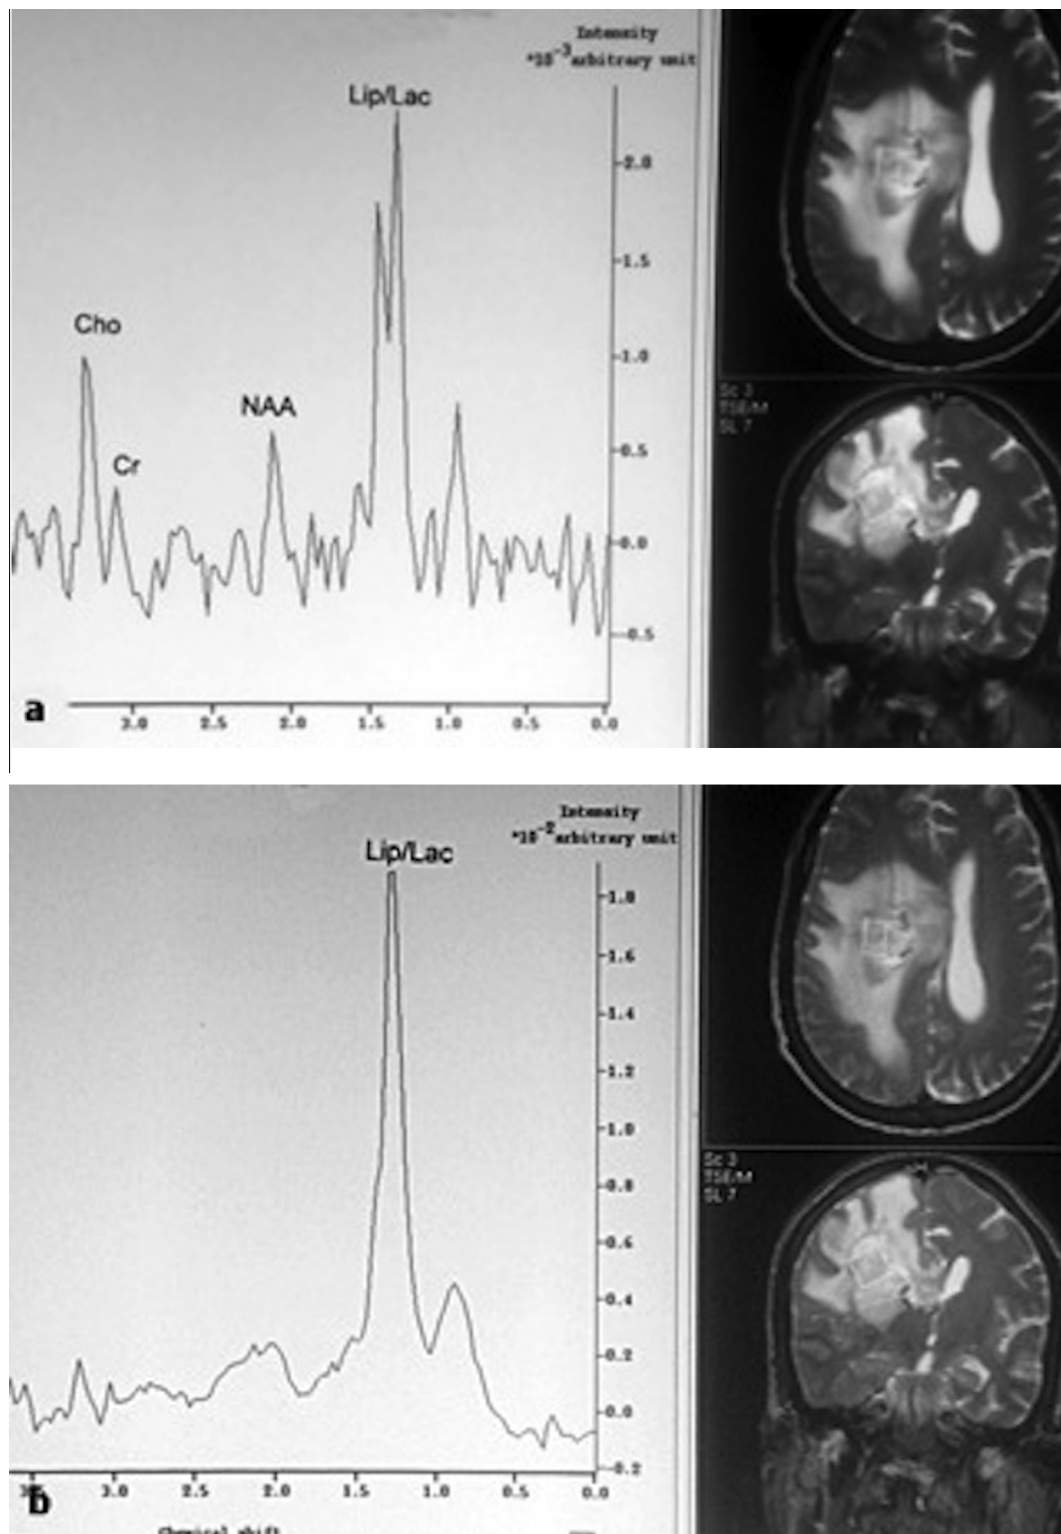 Intensity
*10-3arbitrary unit
Lip/Lac
2.0
1.5
Cho
1.0
NAA
Cr
0.5
0.0
-0.5
a
3.0 2.5 2.0 1.5 1.0 0.5 0.0
Sc 3
TSE/M
SL 7
Intensity
*10-2arbitrary unit
Lip/Lac
1.8
1.6
1.4
1.2
1.0
0.8
0.6
0.4
0.2
0.0
-0.2
b
3.0 2.5 2.0 1.5 1.0 0.5 0.0
Chemical shift
Sc 3
TSE/M
SL 7